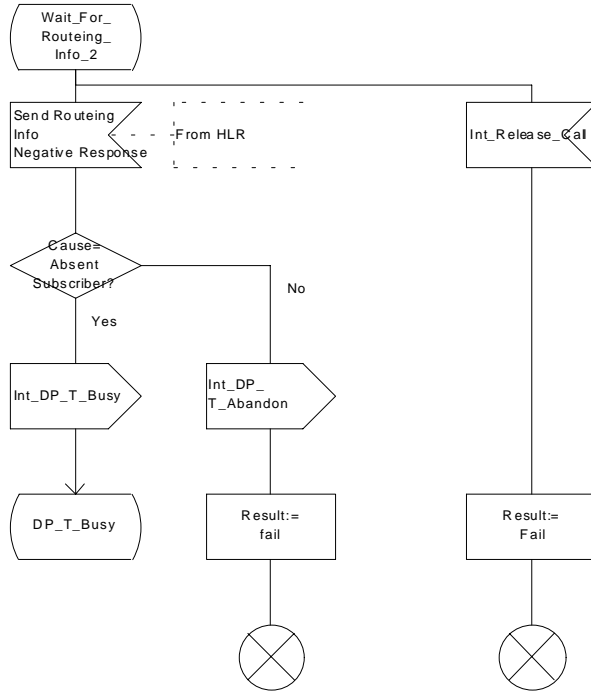 Wait_For_
Routeing_
Info_2
Send Routeing
Info
Negative Response
From HLR
Int_Release_Call
Cause=
Absent
Subscriber?
No
Yes
Int_DP_T_Busy
Int_DP_
T_Abandon
DP_T_Busy
Result:=
fail
Result:=
Fail